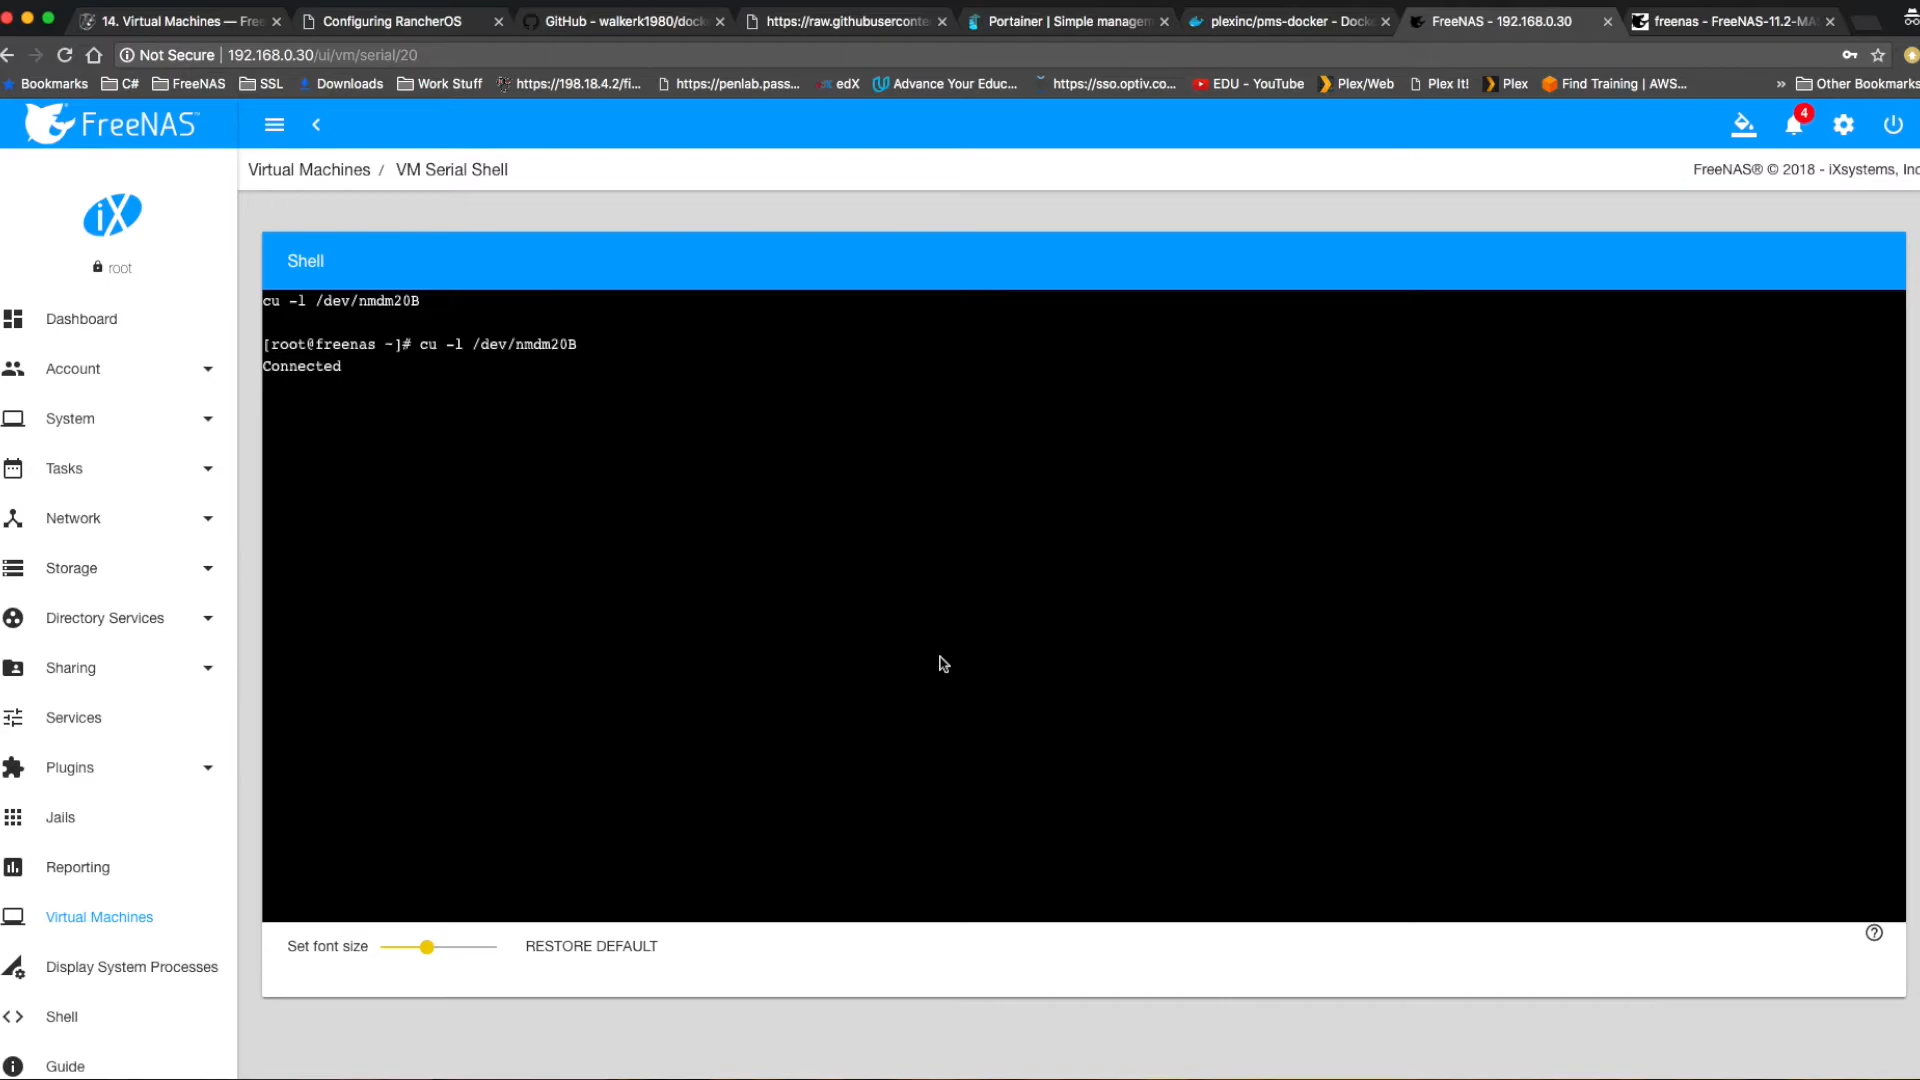 14. Virtual Machines — Free
Configuring RancherOS
GitHub - walkerk1980/dock
https://raw.githubuserconte
Portainer | Simple managem
plexinc/pms-docker - Dock
FreeNAS - 192.168.0.30
freenas - FreeNAS-11.2-MA
Not Secure | 192.168.0.30/ui/vm/serial/20
Bookmarks
C#
FreeNAS
SSL
Downloads
Work Stuff
https://198.18.4.2/fi...
https://penlab.pass...
edX
Advance Your Educ...
https://sso.optiv.co...
EDU - YouTube
Plex/Web
Plex It!
Plex
Find Training | AWS...
» Other Bookmarks
FreeNAS™
4
Virtual Machines / VM Serial Shell
FreeNAS® © 2018 - iXsystems, Inc
iX
root
Dashboard
Account
System
Tasks
Network
Storage
Directory Services
Sharing
Services
Plugins
Jails
Reporting
Virtual Machines
Display System Processes
Shell
Guide
Shell
cu -l /dev/nmdm20B
[root@freenas ~]# cu -l /dev/nmdm20B
Connected
Set font size
RESTORE DEFAULT